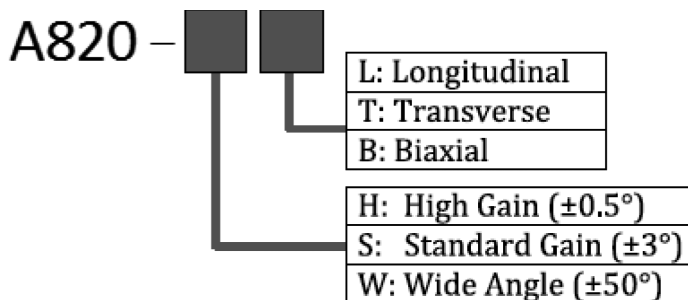 A820 –
L: Longitudinal
T: Transverse
B: Biaxial
H: High Gain (±0.5°)
S: Standard Gain (±3°)
W: Wide Angle (±50°)